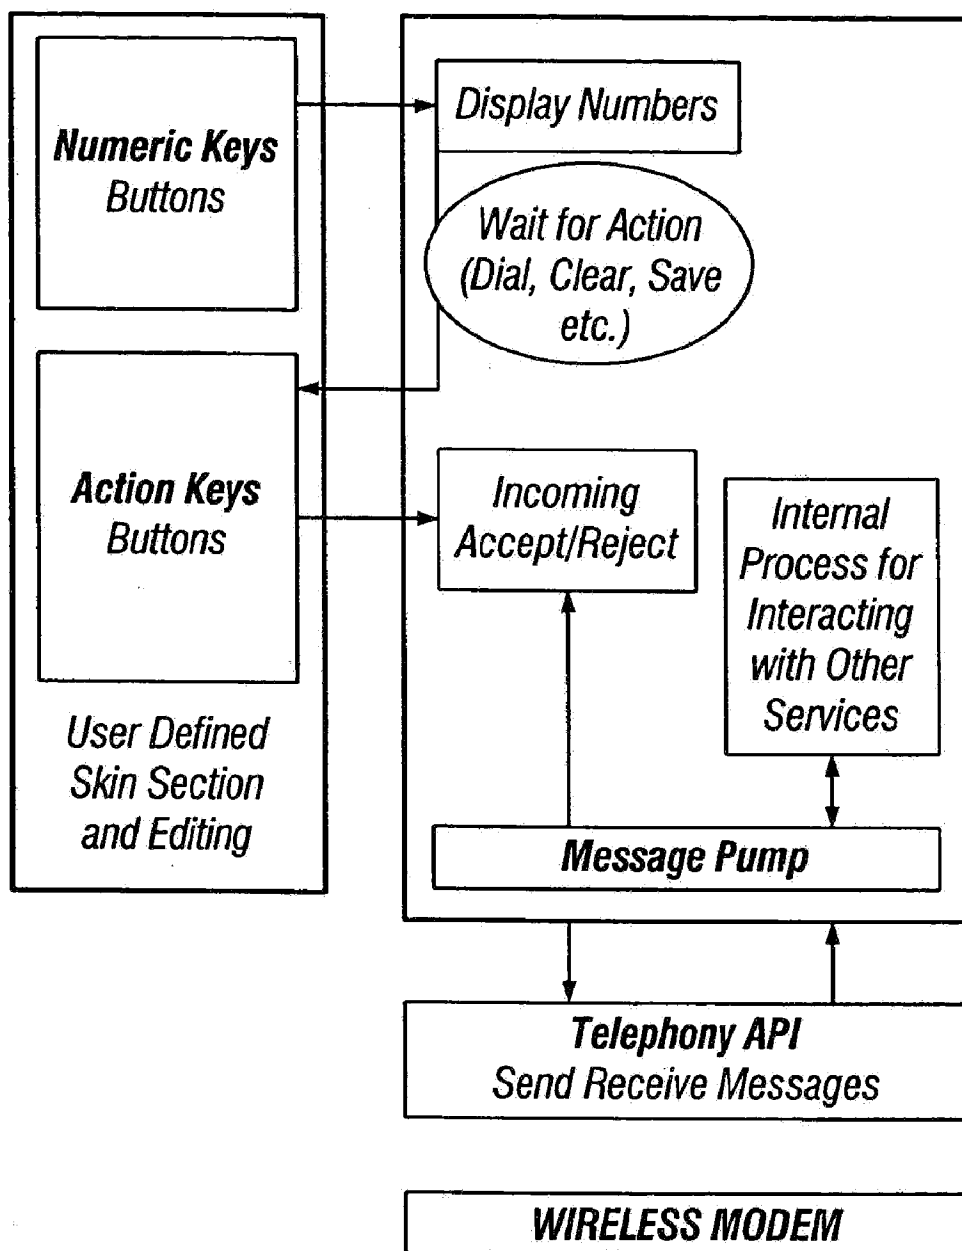 Numeric Keys
Buttons
Display Numbers
Wait for Action
(Dial, Clear, Save
etc.)
Action Keys
Buttons
Incoming
Accept/Reject
Internal
Process for
Interacting
with Other
Services
User Defined
Skin Section
and Editing
Message Pump
Telephony API
Send Receive Messages
WIRELESS MODEM